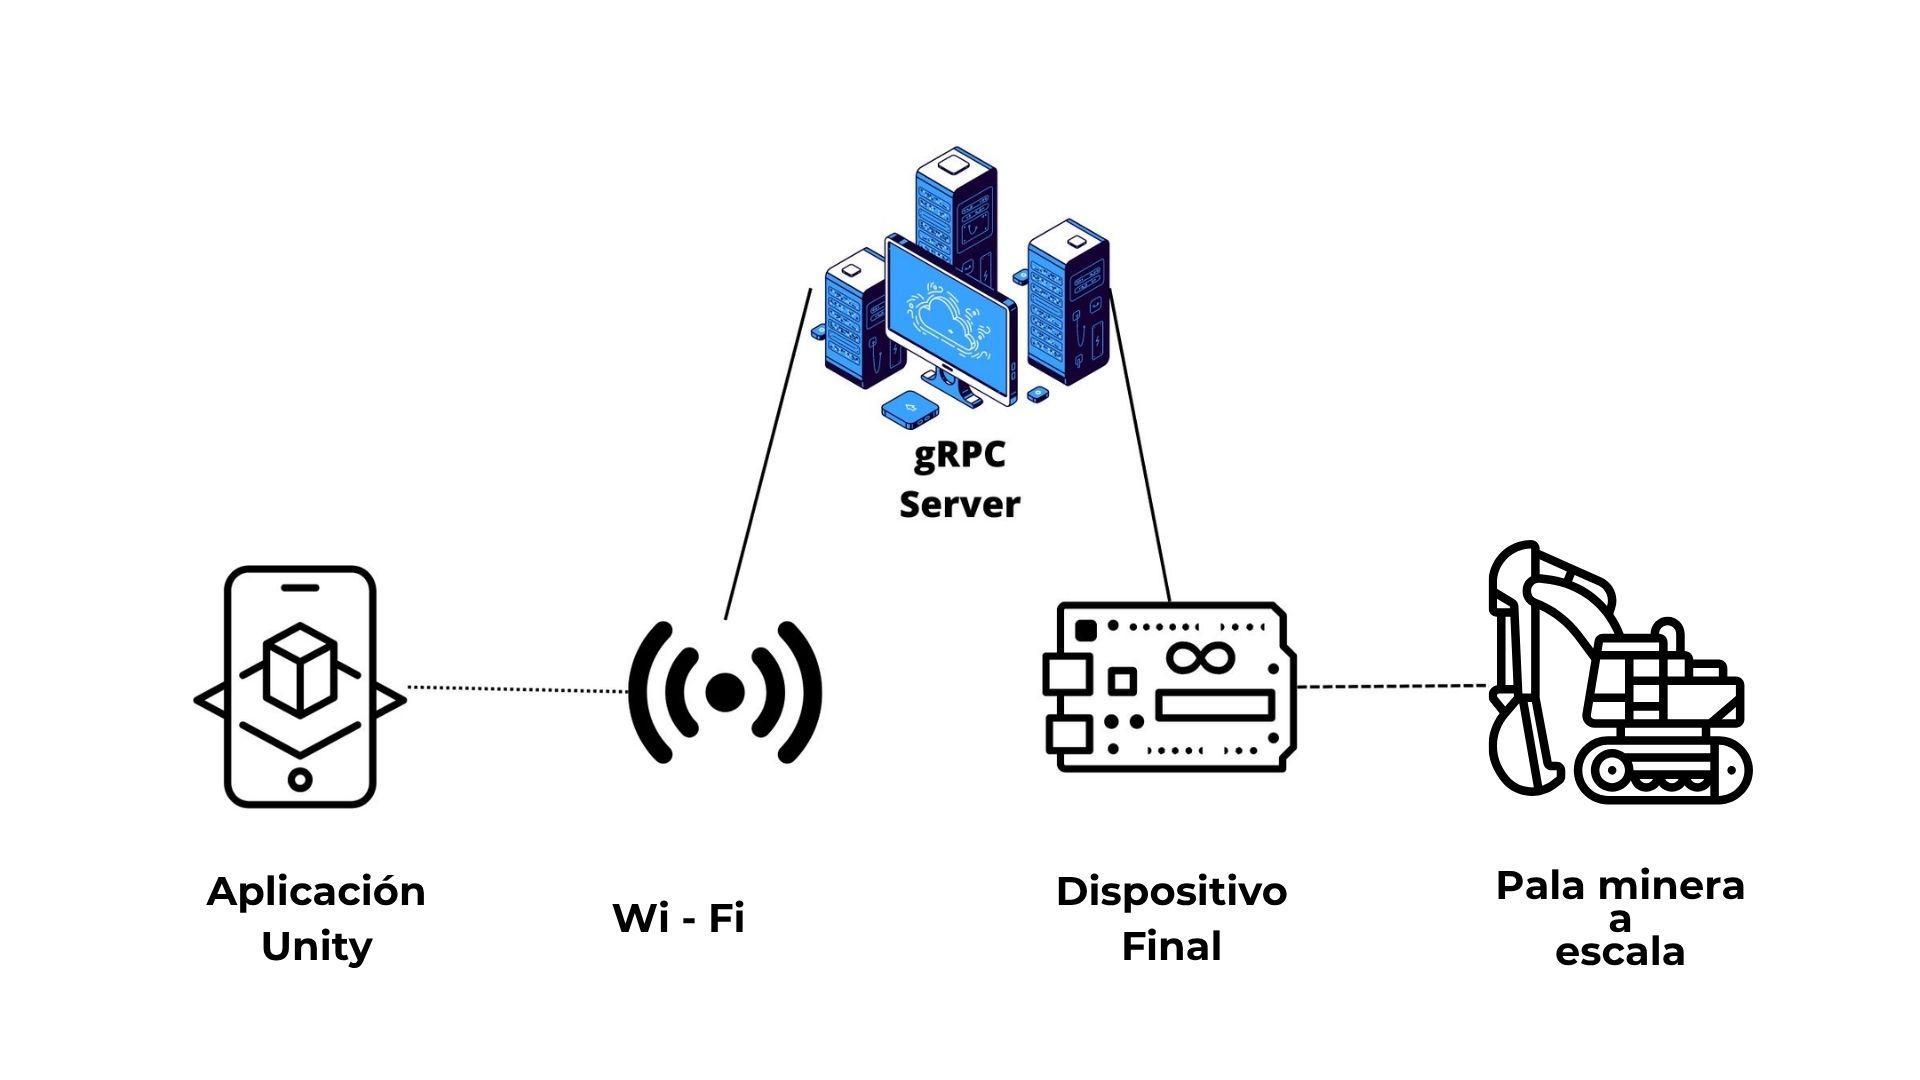 gRPC
Server
Aplicación
Unity
Wi - Fi
Dispositivo
Final
Pala minera
a
escala